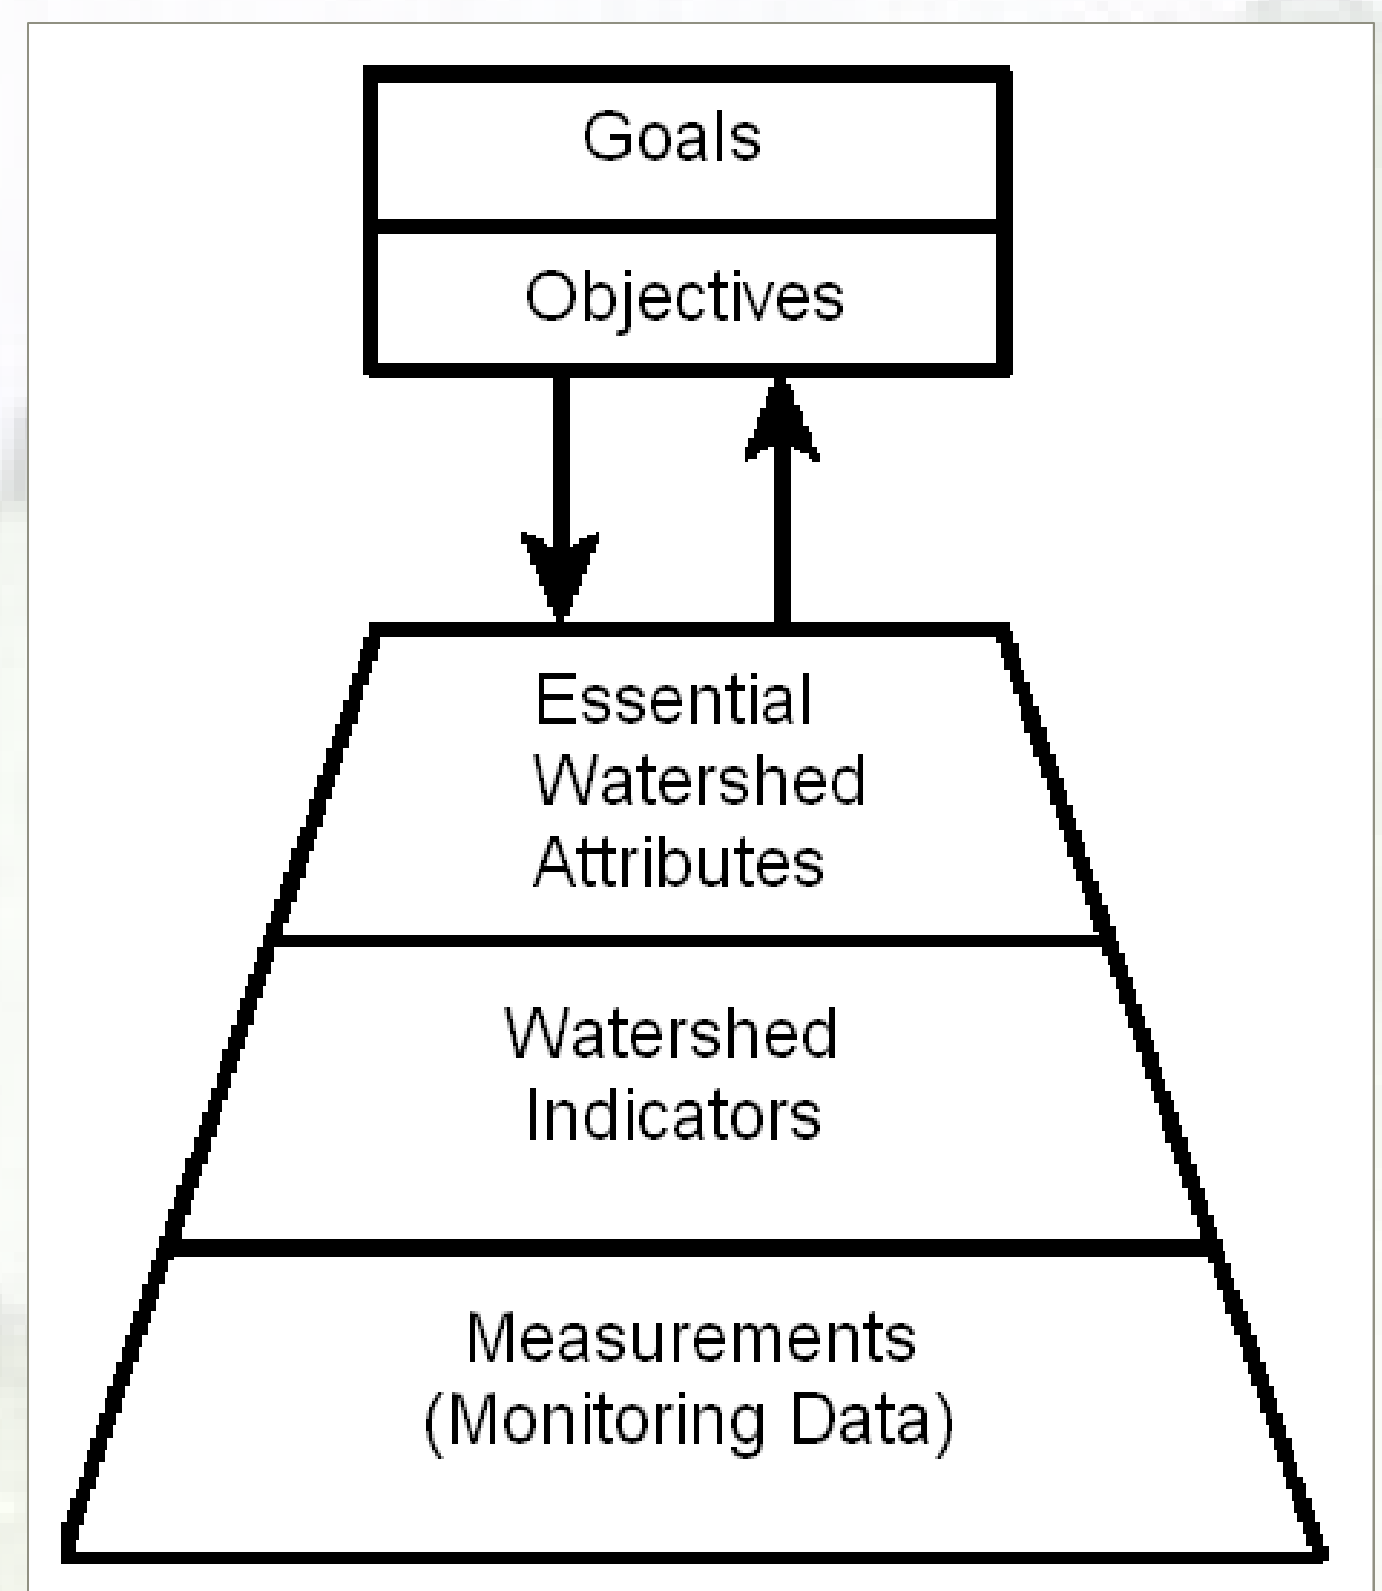 Goals
Objectives
Essential
Watershed
Attributes
Watershed
Indicators
Measurements
(Monitoring Data)